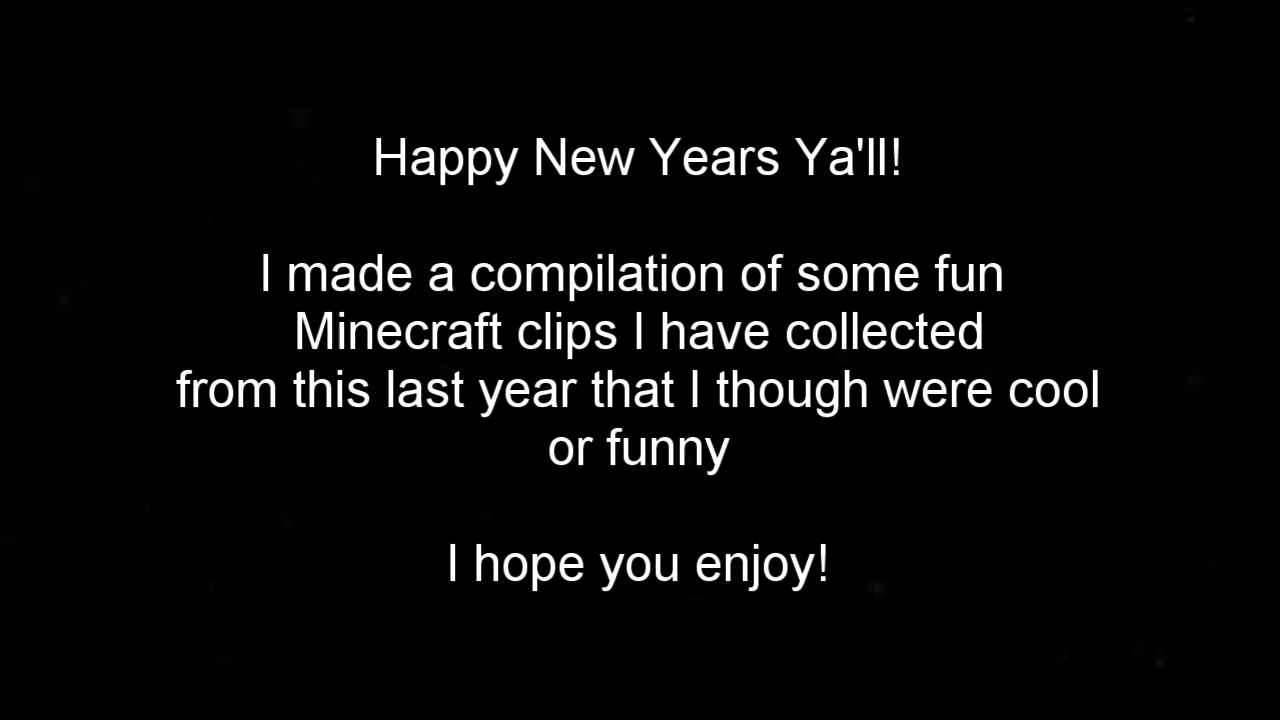 Happy New Years Ya'll!
I made a compilation of some fun
Minecraft clips I have collected
from this last year that I though were cool
or funny
I hope you enjoy!